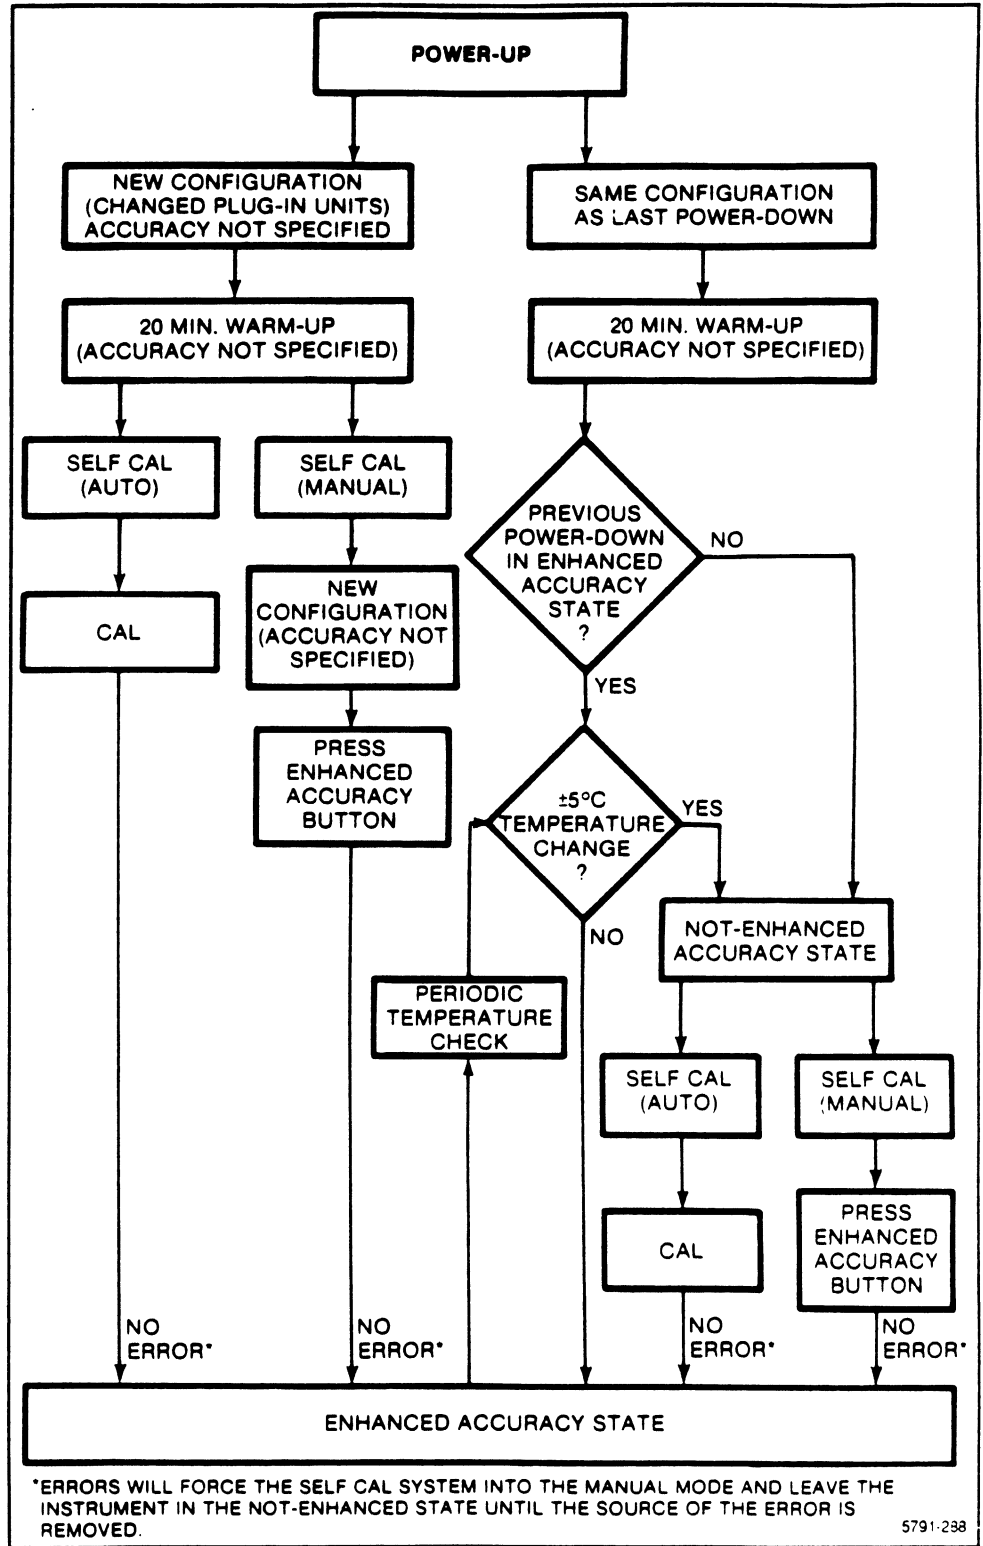 POWER-UP
NEW CONFIGURATION
(CHANGED PLUG-IN UNITS)
ACCURACY NOT SPECIFIED
SAME CONFIGURATION
AS LAST POWER-DOWN
20 MIN. WARM-UP
(ACCURACY NOT SPECIFIED)
20 MIN. WARM-UP
(ACCURACY NOT SPECIFIED)
SELF CAL
(AUTO)
SELF CAL
(MANUAL)
PREVIOUS
POWER-DOWN
IN ENHANCED
ACCURACY
STATE
?
NO
YES
CAL
NEW
CONFIGURATION
(ACCURACY NOT
SPECIFIED)
PRESS
ENHANCED
ACCURACY
BUTTON
±5°C
TEMPERATURE
CHANGE
?
YES
NO
NOT-ENHANCED
ACCURACY STATE
PERIODIC
TEMPERATURE
CHECK
SELF CAL
(AUTO)
SELF CAL
(MANUAL)
CAL
PRESS
ENHANCED
ACCURACY
BUTTON
NO
ERROR*
NO
ERROR*
NO
ERROR*
NO
ERROR*
ENHANCED ACCURACY STATE
*ERRORS WILL FORCE THE SELF CAL SYSTEM INTO THE MANUAL MODE AND LEAVE THE
INSTRUMENT IN THE NOT-ENHANCED STATE UNTIL THE SOURCE OF THE ERROR IS
REMOVED.
5791-288